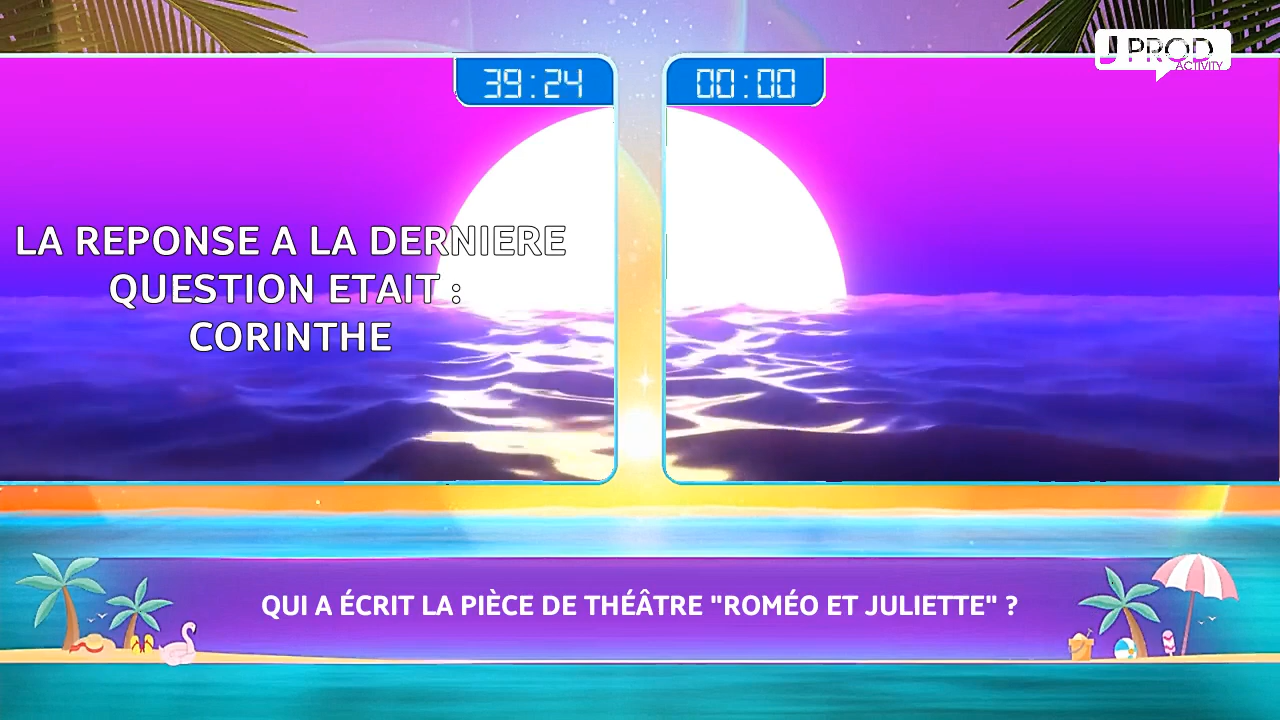 J PROD
ACTIVITY
39:24
00:00
LA REPONSE A LA DERNIERE
QUESTION ETAIT :
CORINTHE
QUI A ÉCRIT LA PIÈCE DE THÉÂTRE "ROMÉO ET JULIETTE" ?